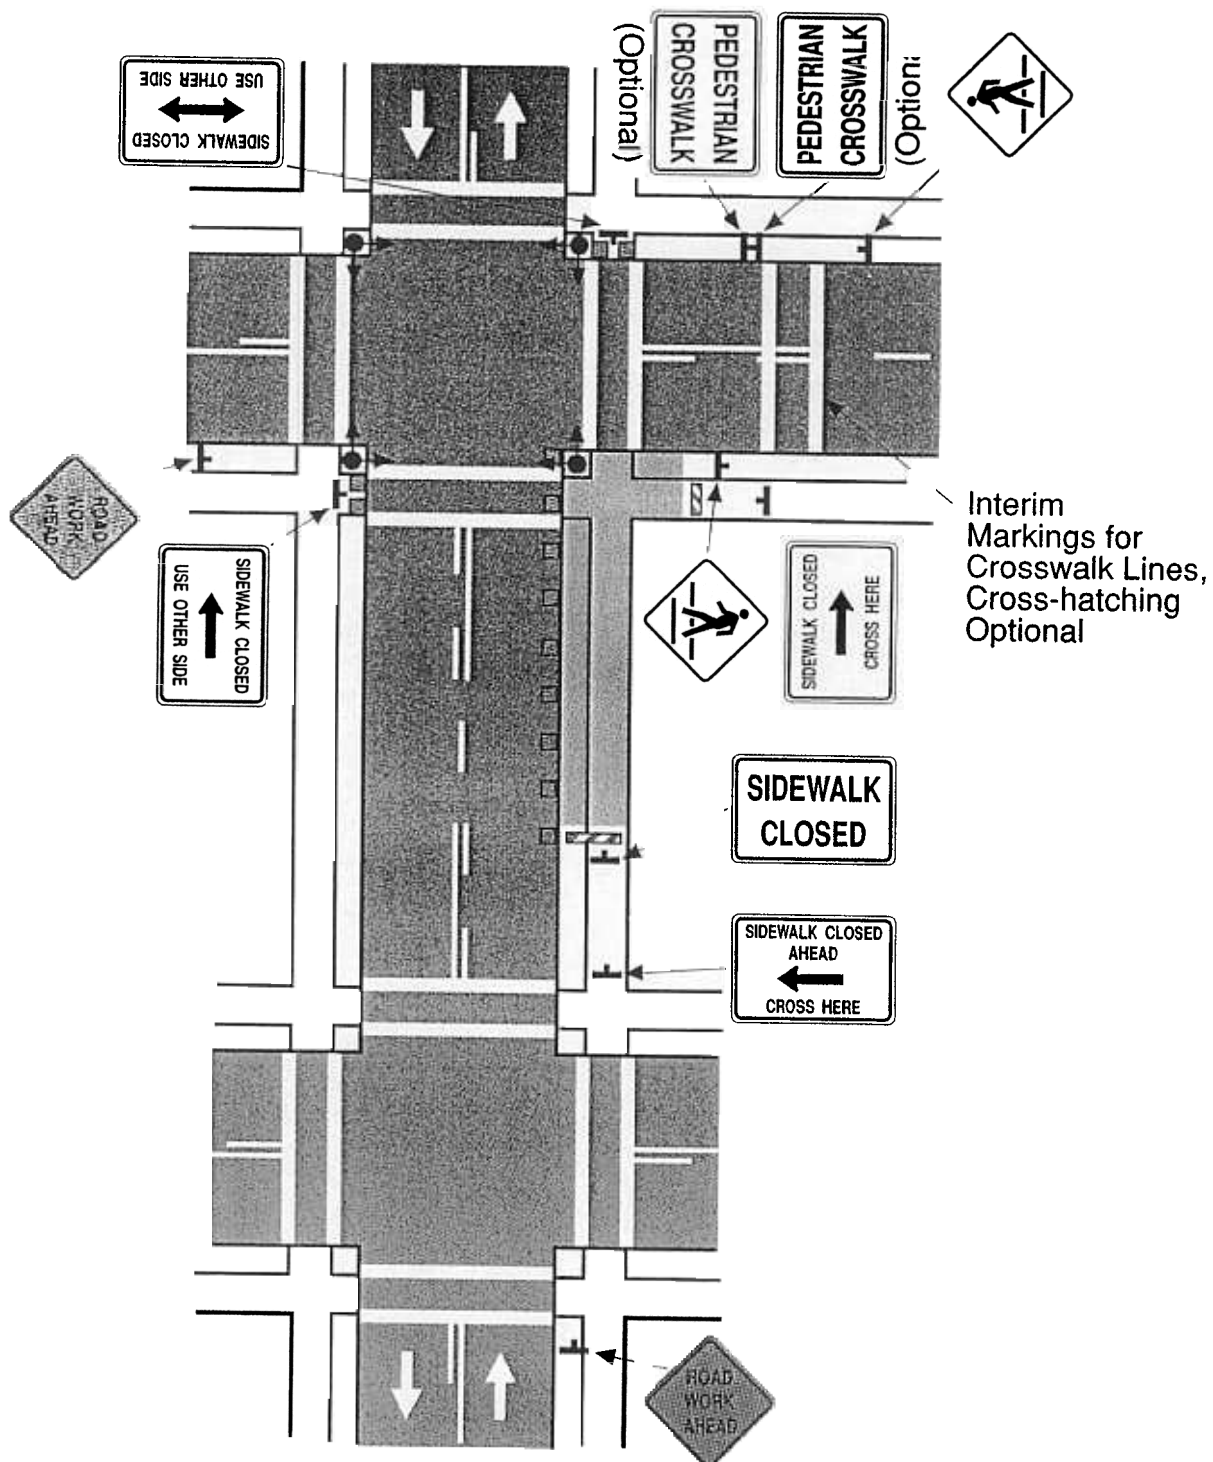 SIDEWALK CLOSED
USE OTHER SIDE
(Optional)
PEDESTRIAN
CROSSWALK
PEDESTRIAN
CROSSWALK
(Optiona
ROAD
WORK
AHEAD
SIDEWALK CLOSED
USE OTHER SIDE
SIDEWALK CLOSED
CROSS HERE
Interim
Markings for
Crosswalk Lines,
Cross-hatching
Optional
SIDEWALK
CLOSED
SIDEWALK CLOSED
AHEAD
CROSS HERE
ROAD
WORK
AHEAD